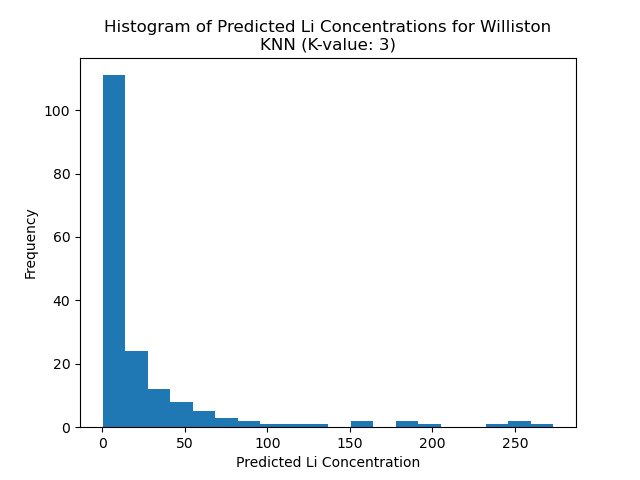 Histogram of Predicted Li Concentrations for Williston
KNN (K-value: 3)
100
80
60
40
20
0
Frequency
0 50 100 150 200 250
Predicted Li Concentration